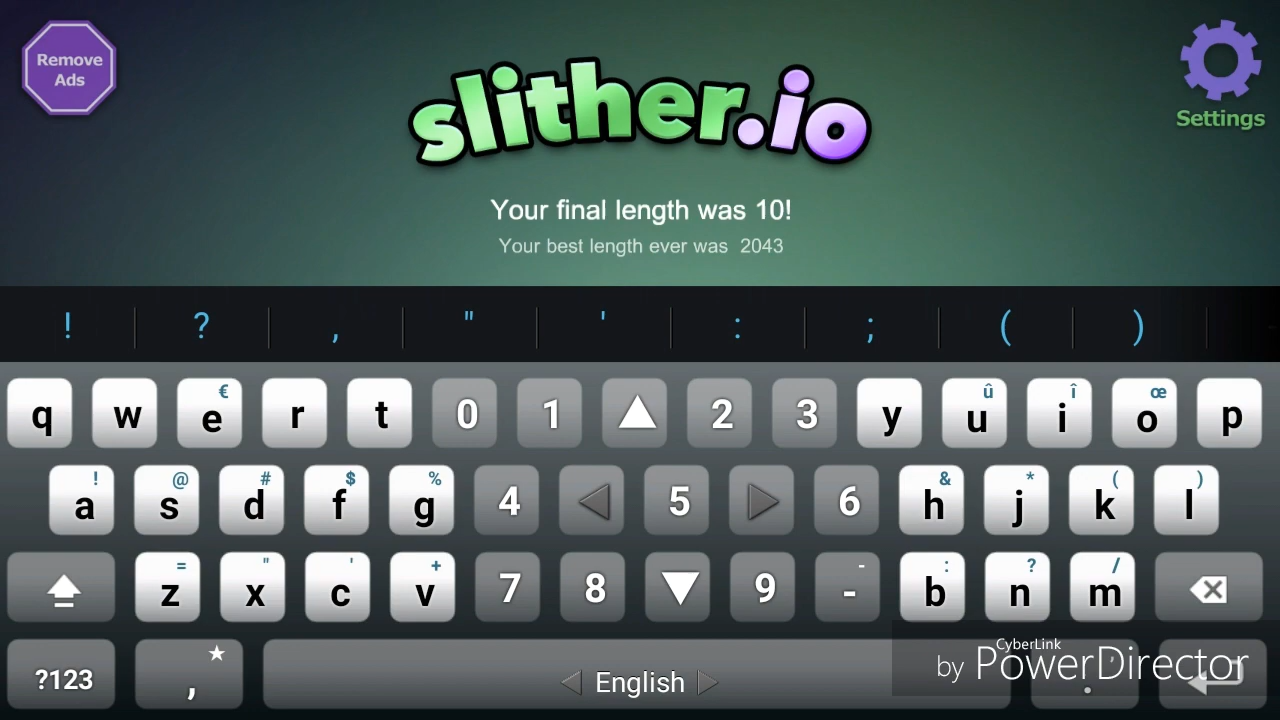 Remove
Ads
slither.io
Settings
Your final length was 10!
Your best length ever was 2043
! ? , " ' : ; ( )
q w e € r t 0 1 2 3 y u û i î o œ p
a ! s @ d # f $ g % 4 5 6 h & j * k ( l )
z = x " c ' v + 7 8 9 - - b : n ? m /
?123 , English .
CyberLink
by PowerDirector